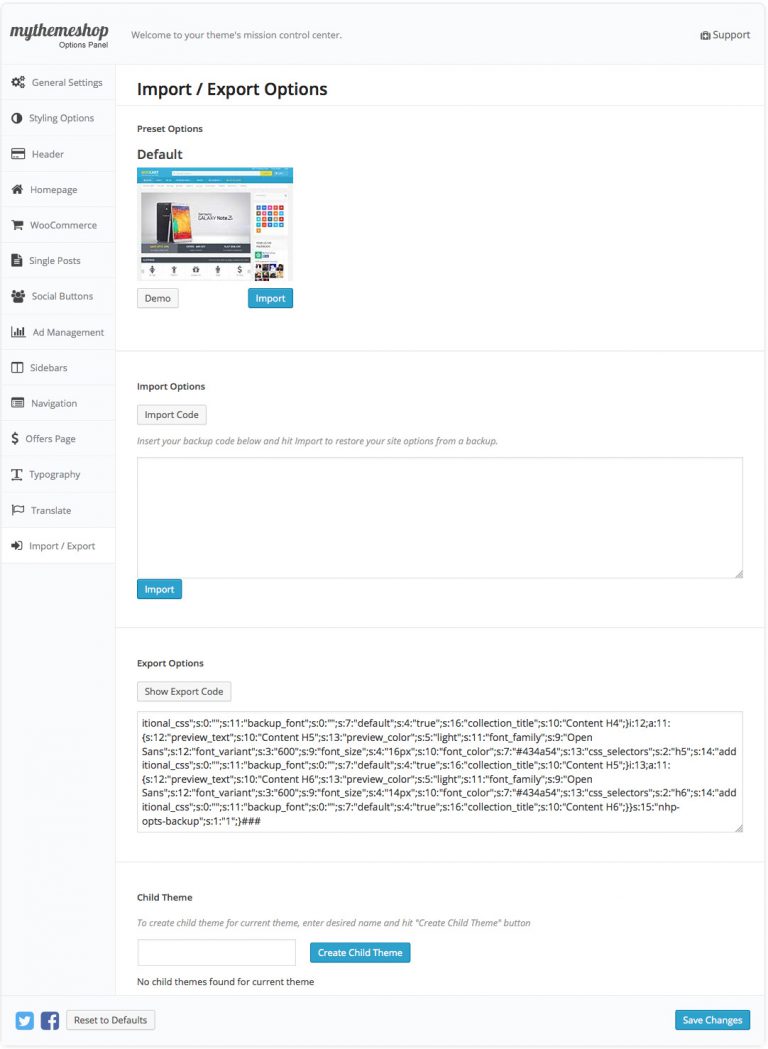 mythemeshop
Options Panel
Welcome to your theme's mission control center.
Support
General Settings
Styling Options
Header
Homepage
WooCommerce
Single Posts
Social Buttons
Ad Management
Sidebars
Navigation
Offers Page
Typography
Translate
Import / Export
Import / Export Options
Preset Options
Default
SAMSUNG
GALAXY Note 3
Demo
Import
Import Options
Import Code
Insert your backup code below and hit Import to restore your site options from a backup.
Import
Export Options
Show Export Code
itional_css";s:0:"";s:11:"backup_font";s:0:"";s:7:"default";s:4:"true";s:16:"collection_title";s:10:"Content H4";}i:12;a:11:
{s:12:"preview_text";s:10:"Content H5";s:13:"preview_color";s:5:"light";s:11:"font_family";s:9:"Open
Sans";s:12:"font_variant";s:3:"600";s:9:"font_size";s:4:"16px";s:10:"font_color";s:7:"#434a54";s:13:"css_selectors";s:2:"h5";s:14:"add
itional_css";s:0:"";s:11:"backup_font";s:0:"";s:7:"default";s:4:"true";s:16:"collection_title";s:10:"Content H5";}i:13;a:11:
{s:12:"preview_text";s:10:"Content H6";s:13:"preview_color";s:5:"light";s:11:"font_family";s:9:"Open
Sans";s:12:"font_variant";s:3:"600";s:9:"font_size";s:4:"14px";s:10:"font_color";s:7:"#434a54";s:13:"css_selectors";s:2:"h6";s:14:"add
itional_css";s:0:"";s:11:"backup_font";s:0:"";s:7:"default";s:4:"true";s:16:"collection_title";s:10:"Content H6";}}s:15:"nhp-
opts-backup";s:1:"1";}###
Child Theme
To create child theme for current theme, enter desired name and hit "Create Child Theme" button
Create Child Theme
No child themes found for current theme
Reset to Defaults
Save Changes